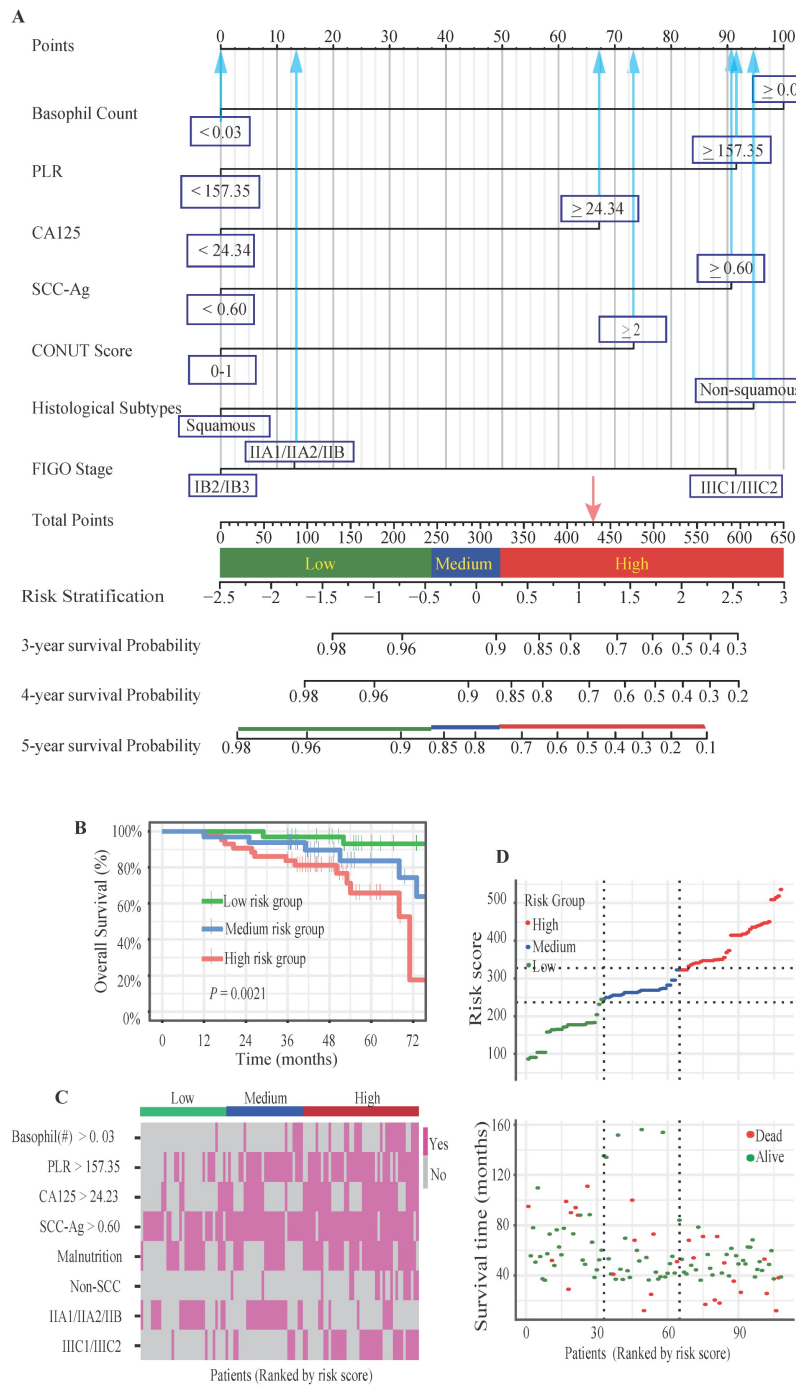 A
Points
0 10 20 30 40 50 60 70 80 90 100
≥ 0.0
Basophil Count
< 0.03
≥ 157.35
PLR
< 157.35
≥ 24.34
CA125
< 24.34
≥ 0.60
SCC-Ag
< 0.60
≥ 2
CONUT Score
0-1
Non-squamous
Histological Subtypes
Squamous
IIA1/IIA2/IIB
FIGO Stage
IB2/IB3
IIIC1/IIIC2
Total Points
0 50 100 150 200 250 300 350 400 450 500 550 600 650
Low Medium High
Risk Stratification
−2.5 −2 −1.5 −1 −0.5 0 0.5 1 1.5 2 2.5 3
3-year survival Probability
0.98 0.96 0.9 0.85 0.8 0.7 0.6 0.5 0.4 0.3
4-year survival Probability
0.98 0.96 0.9 0.85 0.8 0.7 0.6 0.5 0.4 0.3 0.2
5-year survival Probability
0.98 0.96 0.9 0.85 0.8 0.7 0.6 0.5 0.4 0.3 0.2 0.1
B
Overall Survival (%)
100%
80%
60%
40%
20%
0%
Low risk group
Medium risk group
High risk group
P = 0.0021
0 12 24 36 48 60 72
Time (months)
C
Low Medium High
Basophil(#) > 0. 03
PLR > 157.35
CA125 > 24.23
SCC-Ag > 0.60
Malnutrition
Non-SCC
IIA1/IIA2/IIB
IIIC1/IIIC2
Yes
No
Patients (Ranked by risk score)
D
Risk score
500
400
300
200
100
Risk Group
High
Medium
Low
Survival time (months)
160
120
80
40
Dead
Alive
0 30 60 90
Patients (Ranked by risk score)